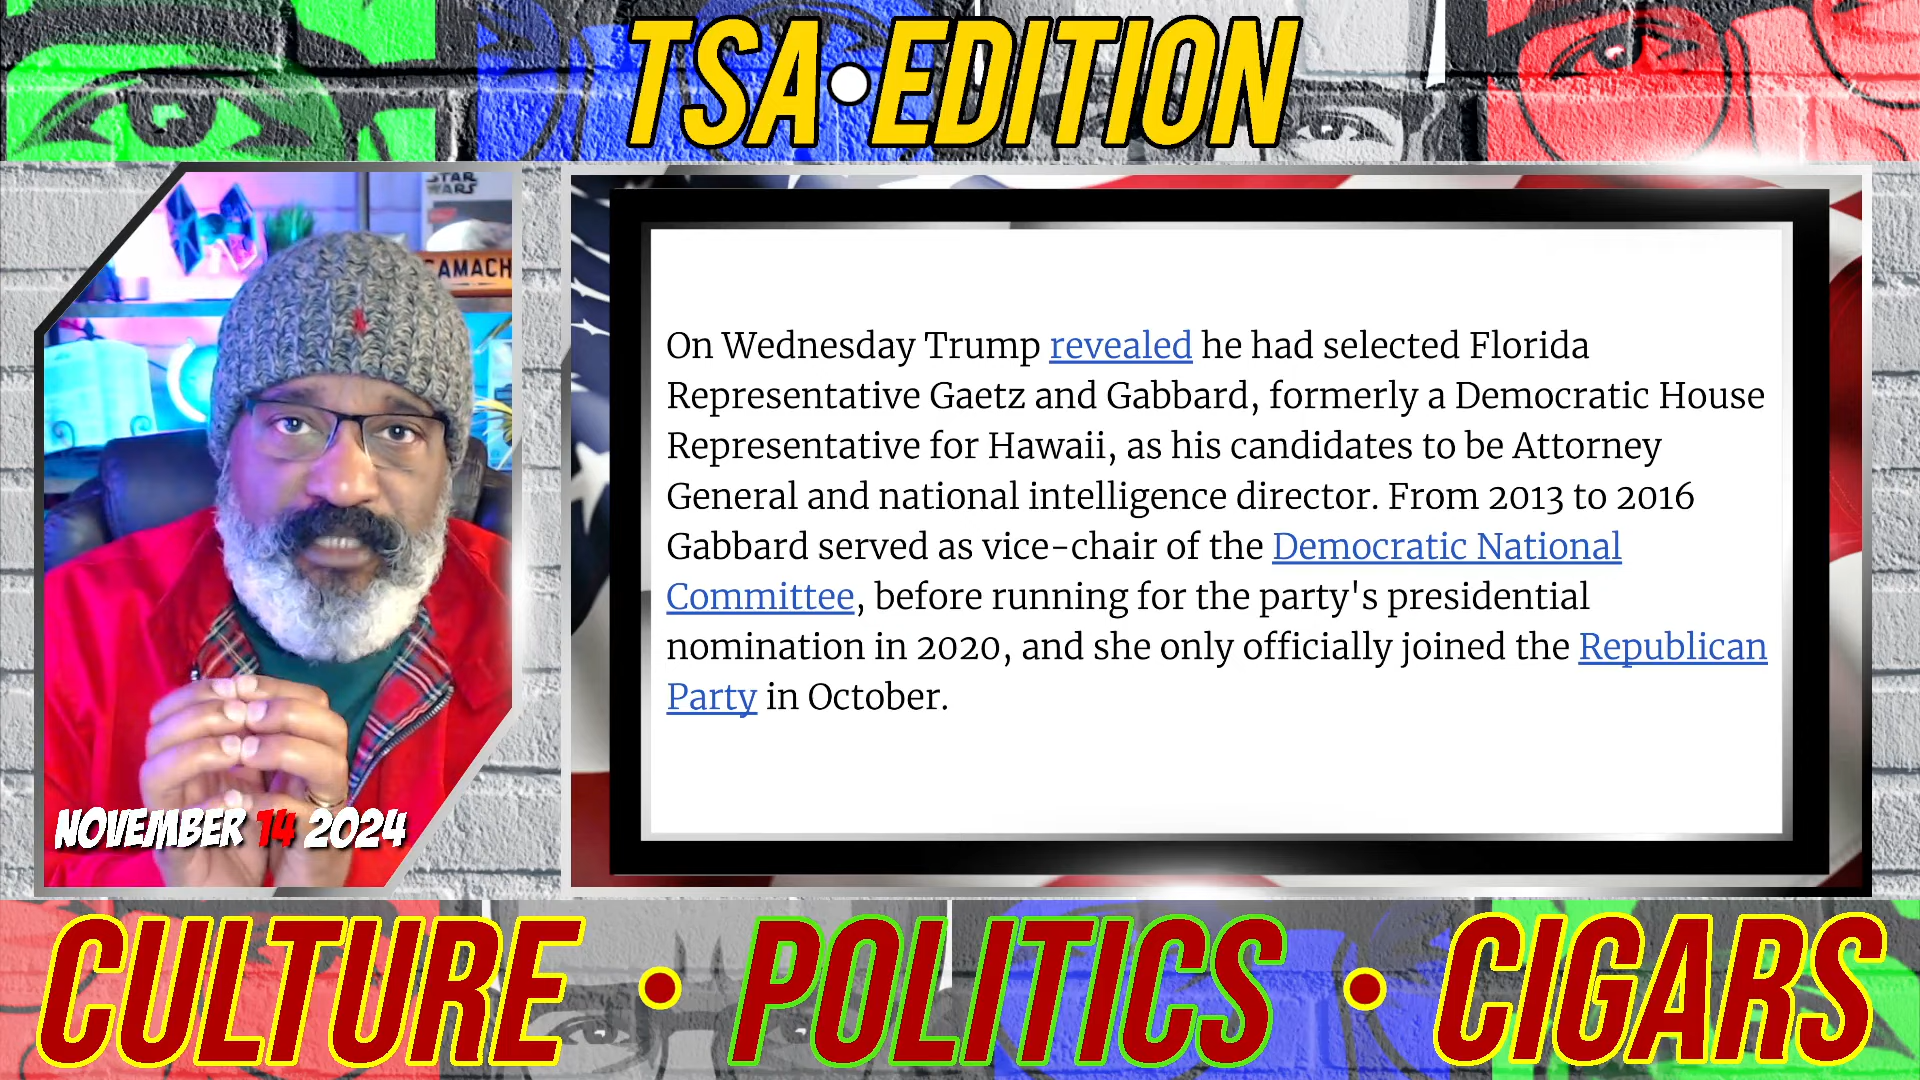 TSA•EDITION
STAR
WARS
CAMACH
On Wednesday Trump revealed he had selected Florida
Representative Gaetz and Gabbard, formerly a Democratic House
Representative for Hawaii, as his candidates to be Attorney
General and national intelligence director. From 2013 to 2016
Gabbard served as vice-chair of the Democratic National
Committee, before running for the party's presidential
nomination in 2020, and she only officially joined the Republican
Party in October.
NOVEMBER 14 2024
CULTURE • POLITICS • CIGARS